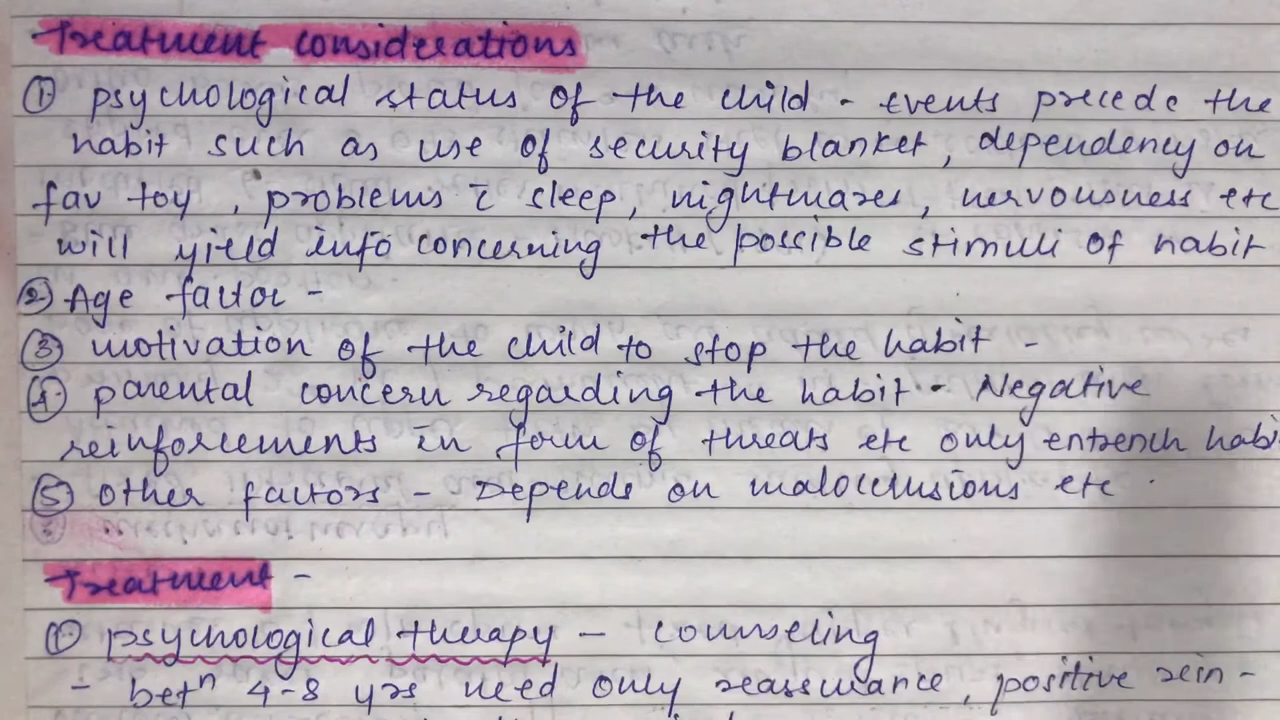 Treatment considerations
① psychological status of the child - events precede the
habit such as use of security blanket, dependency on
fav toy, problems c̄ sleep, nightmares, nervousness etc
will yield info concerning the possible stimuli of habit
② Age factor -
③ motivation of the child to stop the habit -
④ parental concern regarding the habit - Negative
reinforcements in form of threats etc only entrench habi
⑤ other factors - Depends on malocclusions etc.
Treatment -
① psychological therapy - counseling
- betⁿ 4-8 yrs need only reassurance, positive rein-